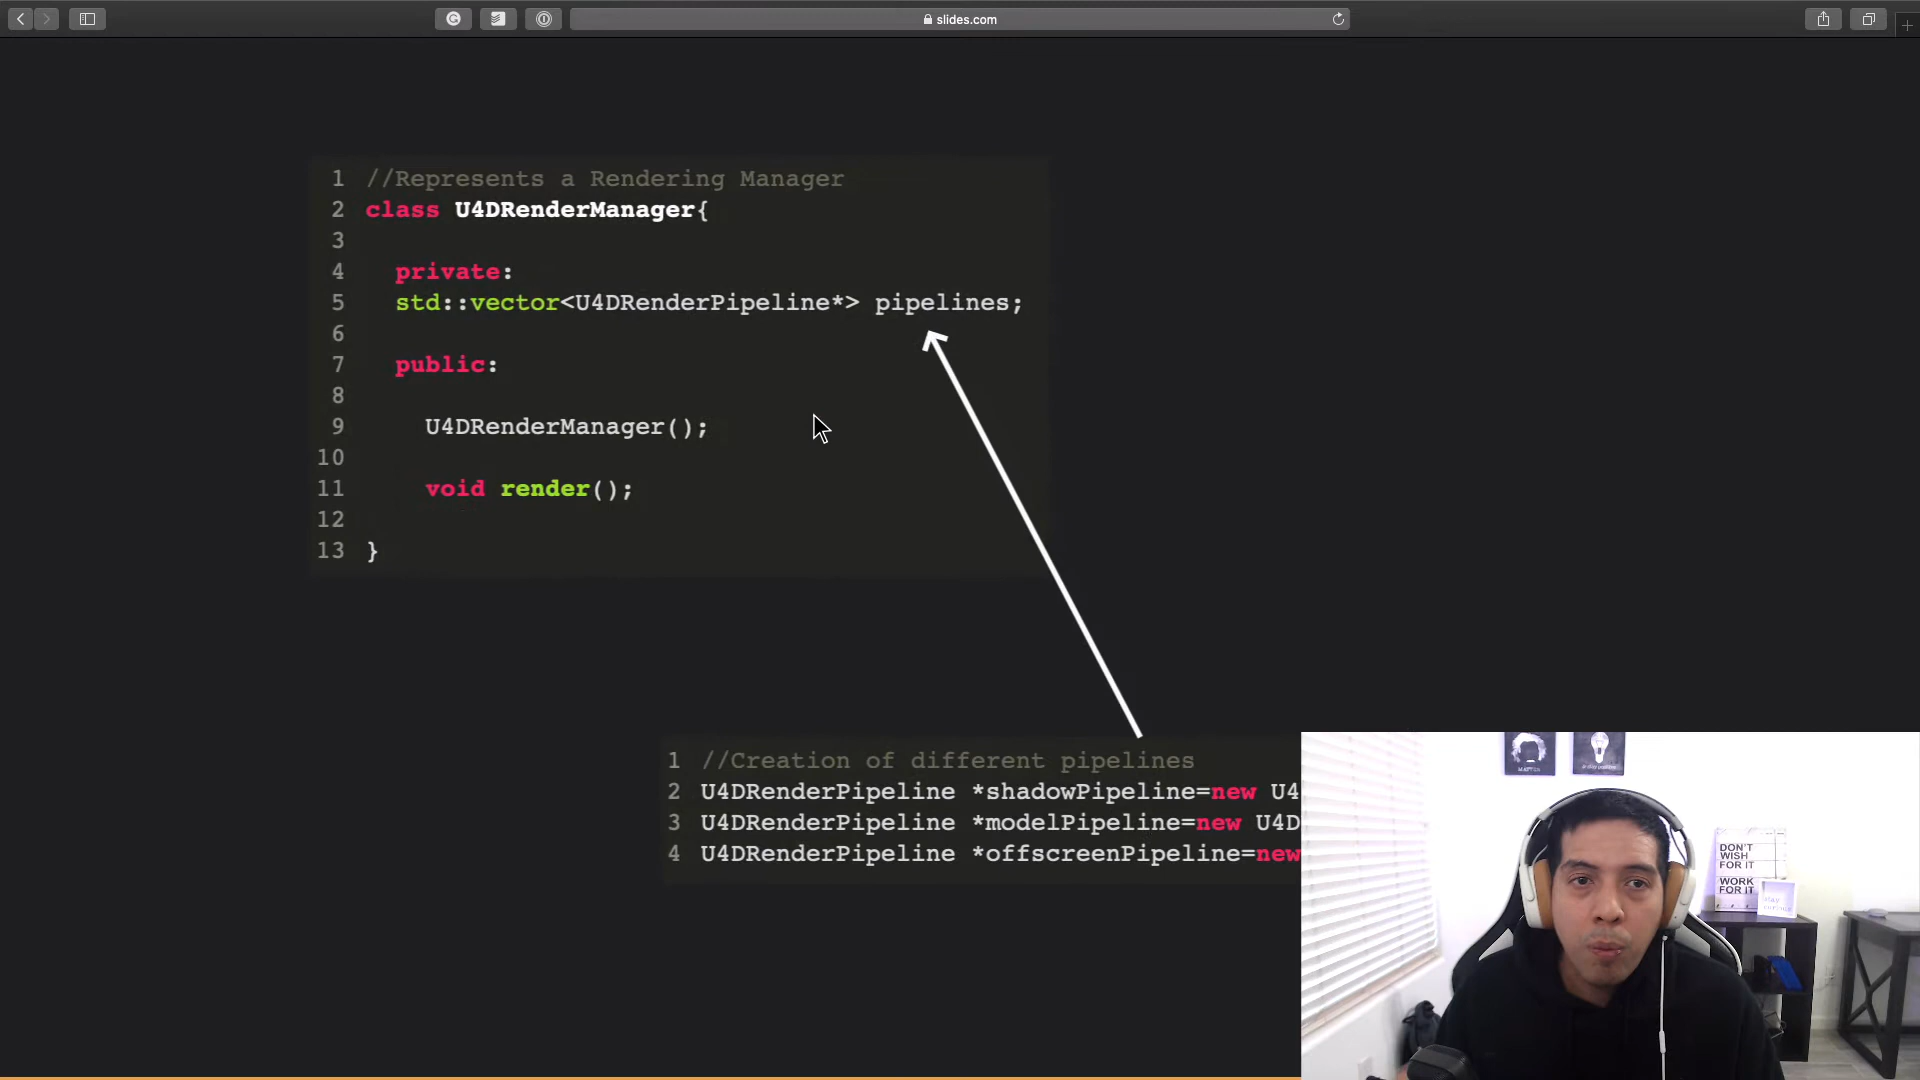 slides.com
1 //Represents a Rendering Manager
2 class U4DRenderManager{
3
4 private:
5 std::vector<U4DRenderPipeline*> pipelines;
6
7 public:
8
9 U4DRenderManager();
10
11 void render();
12
13 }
1 //Creation of different pipelines
2 U4DRenderPipeline *shadowPipeline=new U4
3 U4DRenderPipeline *modelPipeline=new U4D
4 U4DRenderPipeline *offscreenPipeline=new
DON'T
WISH
FOR IT
WORK
FOR IT